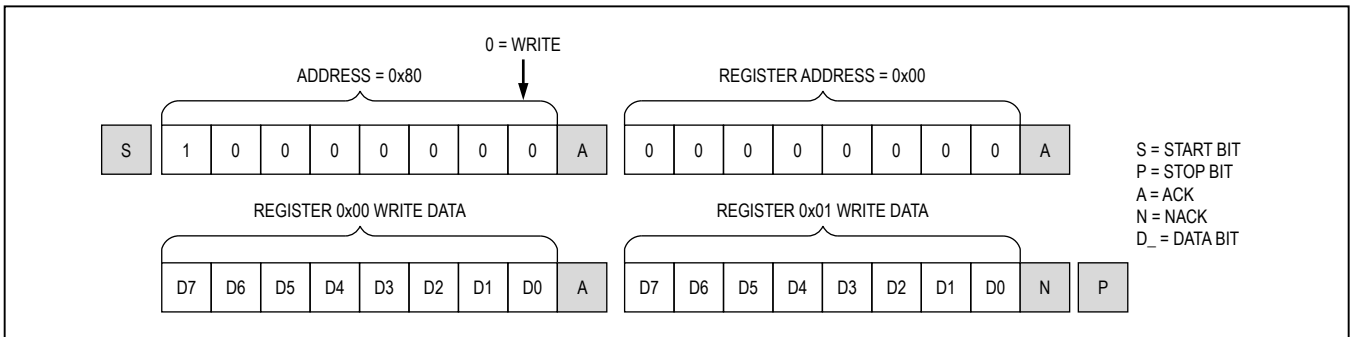 0 = WRITE
ADDRESS = 0x80 REGISTER ADDRESS = 0x00
S 1 0 0 0 0 0 0 0 A 0 0 0 0 0 0 0 0 A
S = START BIT
P = STOP BIT
A = ACK
N = NACK
D_ = DATA BIT
REGISTER 0x00 WRITE DATA REGISTER 0x01 WRITE DATA
D7 D6 D5 D4 D3 D2 D1 D0 A D7 D6 D5 D4 D3 D2 D1 D0 N P